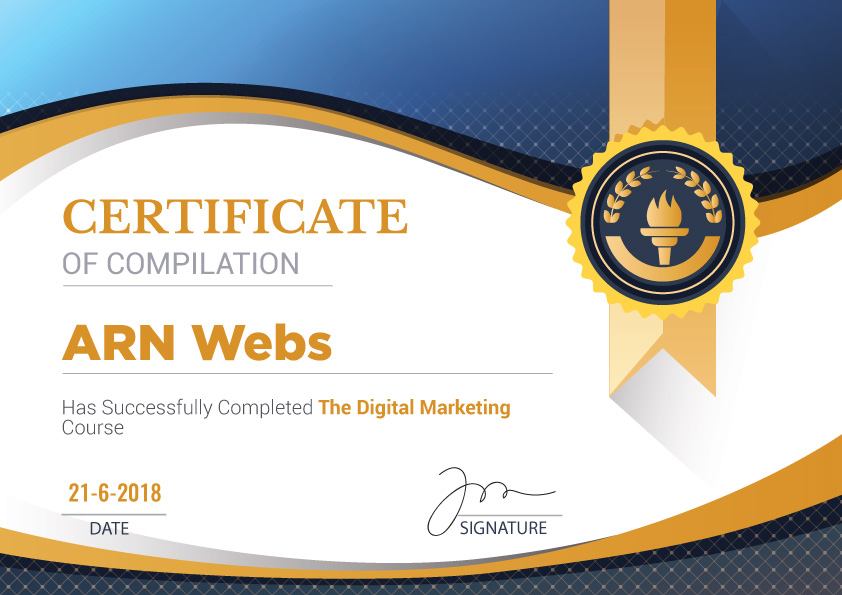 CERTIFICATE
OF COMPILATION
ARN Webs
Has Successfully Completed The Digital Marketing
Course
21-6-2018
DATE
SIGNATURE